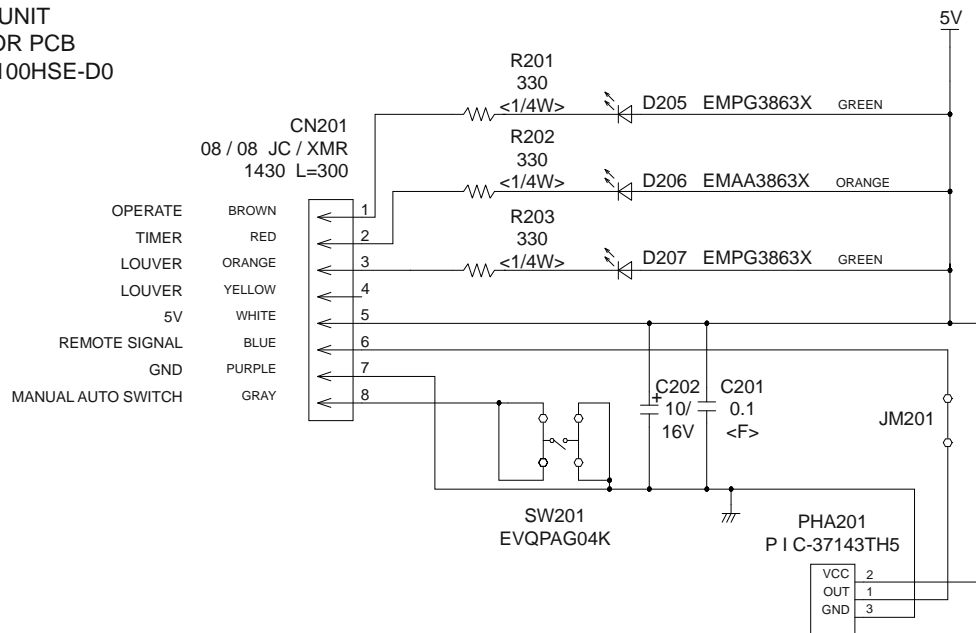 UNIT
OR PCB
100HSE-D0
5V
R201
330
<1/4W>
D205 EMPG3863X GREEN
CN201
08 / 08 JC / XMR
1430 L=300
R202
330
<1/4W>
D206 EMAA3863X ORANGE
R203
330
<1/4W>
D207 EMPG3863X GREEN
OPERATE BROWN 1
TIMER RED 2
LOUVER ORANGE 3
LOUVER YELLOW 4
5V WHITE 5
REMOTE SIGNAL BLUE 6
GND PURPLE 7
MANUAL AUTO SWITCH GRAY 8
C202
+
10/
16V
C201
0.1
<F>
JM201
SW201
EVQPAG04K
PHA201
P I C-37143TH5
VCC 2
OUT 1
GND 3